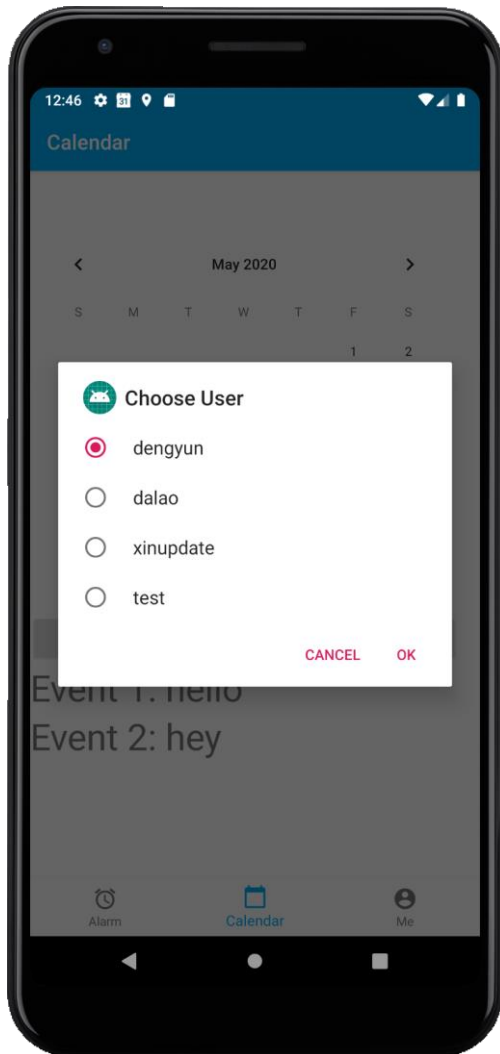 12:46 31
Calendar
May 2020
S M T W T F S
1 2
Choose User
dengyun
dalao
xinupdate
test
CANCEL OK
Event 1: hello
Event 2: hey
Alarm Calendar Me